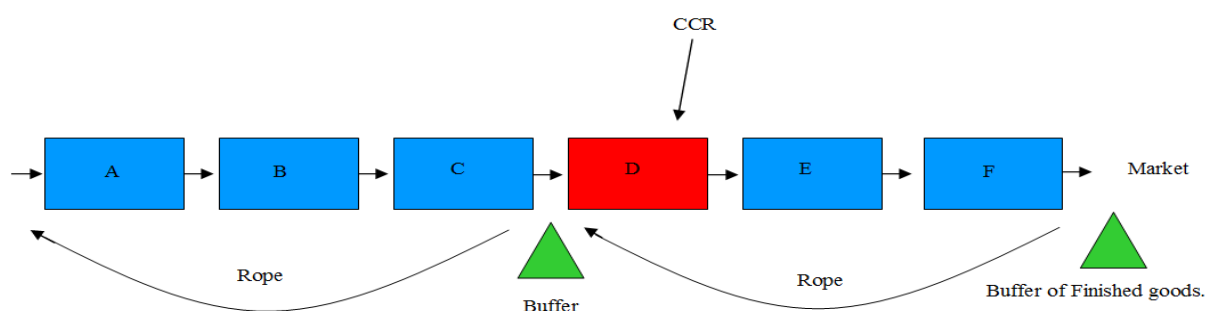 CCR
A
B
C
D
E
F
Market
Rope
Buffer
Rope
Buffer of Finished goods.